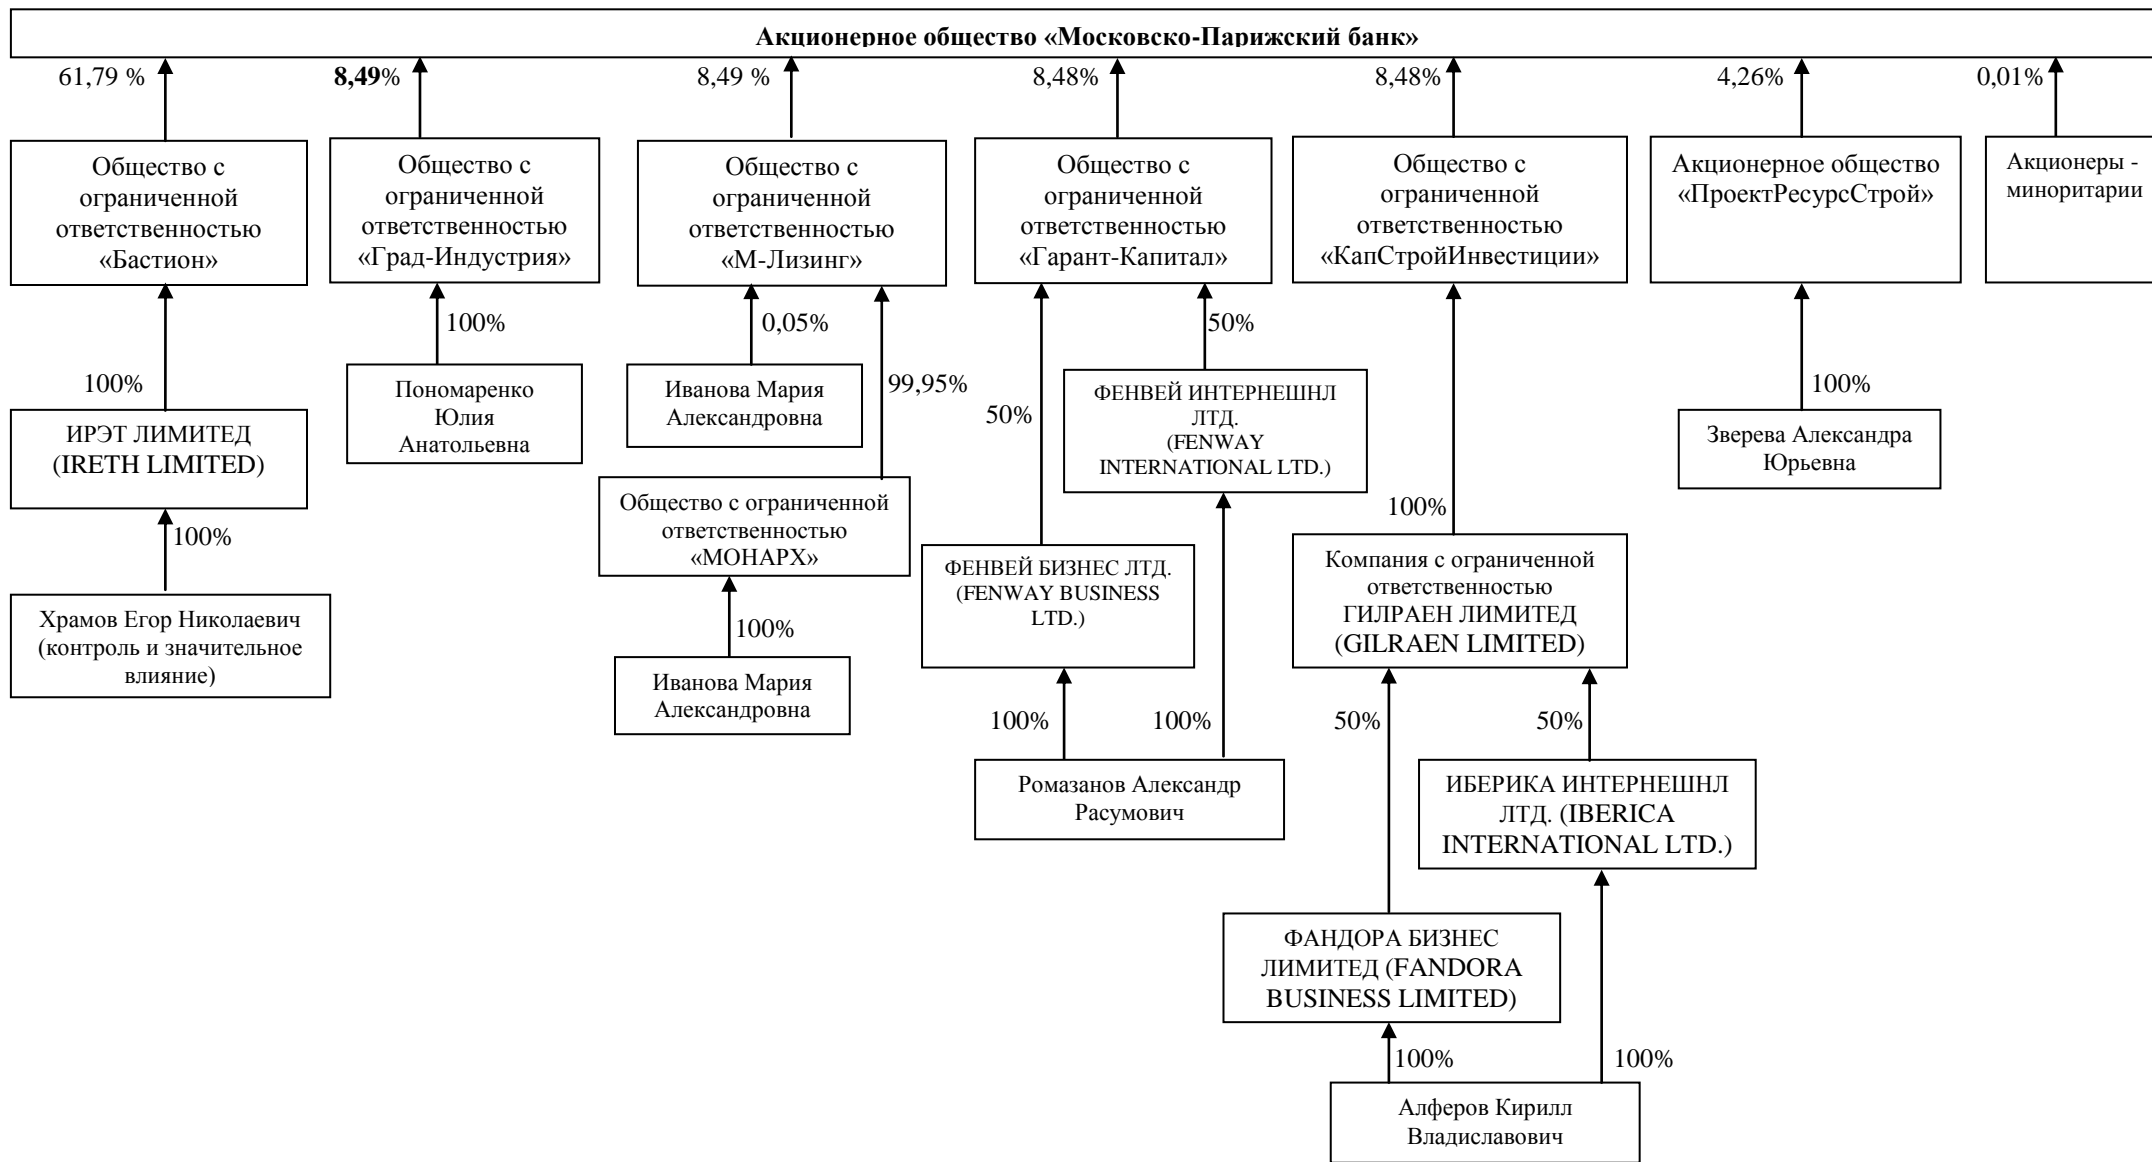 Акционерное общество «Московско-Парижский банк»
61,79 %
8,49%
8,49 %
8,48%
8,48%
4,26%
0,01%
Общество с
ограниченной
ответственностью
«Бастион»
Общество с
ограниченной
ответственностью
«Град-Индустрия»
Общество с
ограниченной
ответственностью
«М-Лизинг»
Общество с
ограниченной
ответственностью
«Гарант-Капитал»
Общество с
ограниченной
ответственностью
«КапСтройИнвестиции»
Акционерное общество
«ПроектРесурсСтрой»
Акционеры -
миноритарии
100%
0,05%
50%
100%
99,95%
50%
100%
Пономаренко
Юлия
Анатольевна
Иванова Мария
Александровна
ФЕНВЕЙ ИНТЕРНЕШНЛ
ЛТД.
(FENWAY
INTERNATIONAL LTD.)
Зверева Александра
Юрьевна
ИРЭТ ЛИМИТЕД
(IRETH LIMITED)
100%
Общество с ограниченной
ответственностью
«МОНАРХ»
100%
ФЕНВЕЙ БИЗНЕС ЛТД.
(FENWAY BUSINESS
LTD.)
Компания с ограниченной
ответственностью
ГИЛРАЕН ЛИМИТЕД
(GILRAEN LIMITED)
Храмов Егор Николаевич
(контроль и значительное
влияние)
100%
Иванова Мария
Александровна
100%
100%
50%
50%
Ромазанов Александр
Расумович
ИБЕРИКА ИНТЕРНЕШНЛ
ЛТД. (IBERICA
INTERNATIONAL LTD.)
ФАНДОРА БИЗНЕС
ЛИМИТЕД (FANDORA
BUSINESS LIMITED)
100%
100%
Алферов Кирилл
Владиславович